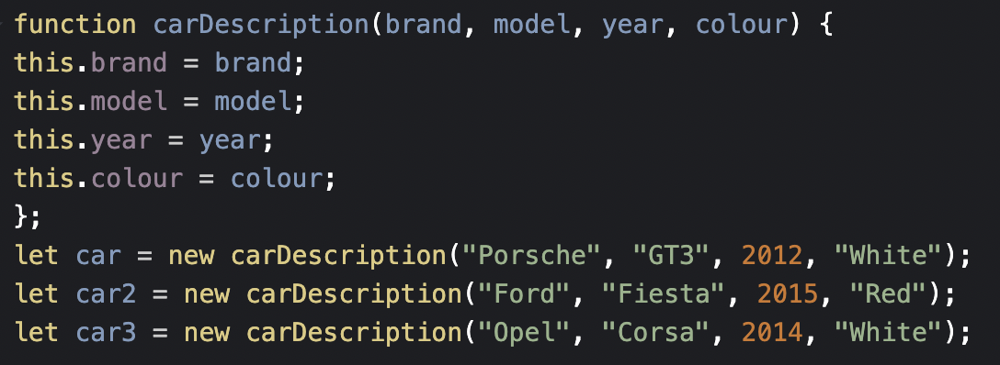 function carDescription(brand, model, year, colour) {
this.brand = brand;
this.model = model;
this.year = year;
this.colour = colour;
};
let car = new carDescription("Porsche", "GT3", 2012, "White");
let car2 = new carDescription("Ford", "Fiesta", 2015, "Red");
let car3 = new carDescription("Opel", "Corsa", 2014, "White");